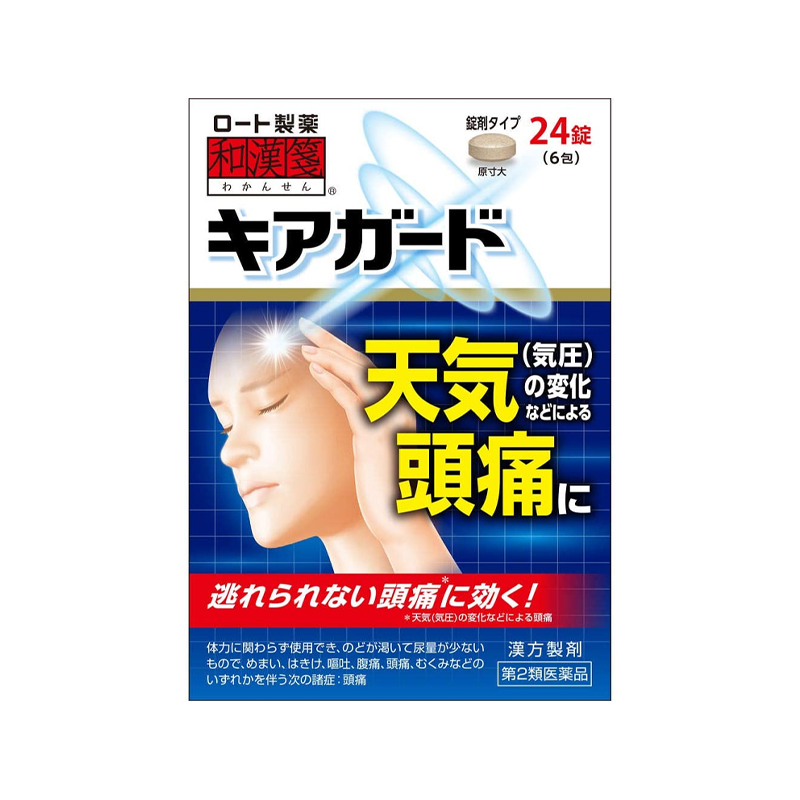 ロート製薬
和漢箋
わかんせん
®
錠剤タイプ
原寸大
24錠
(6包)
キアガード
天気(気圧)の変化などによる
頭痛に
逃れられない頭痛*に効く!
*天気(気圧)の変化などによる頭痛
体力に関わらず使用でき、のどが渇いて尿量が少ない
もので、めまい、はきけ、嘔吐、腹痛、頭痛、むくみなどの
いずれかを伴う次の諸症:頭痛
漢方製剤
第2類医薬品